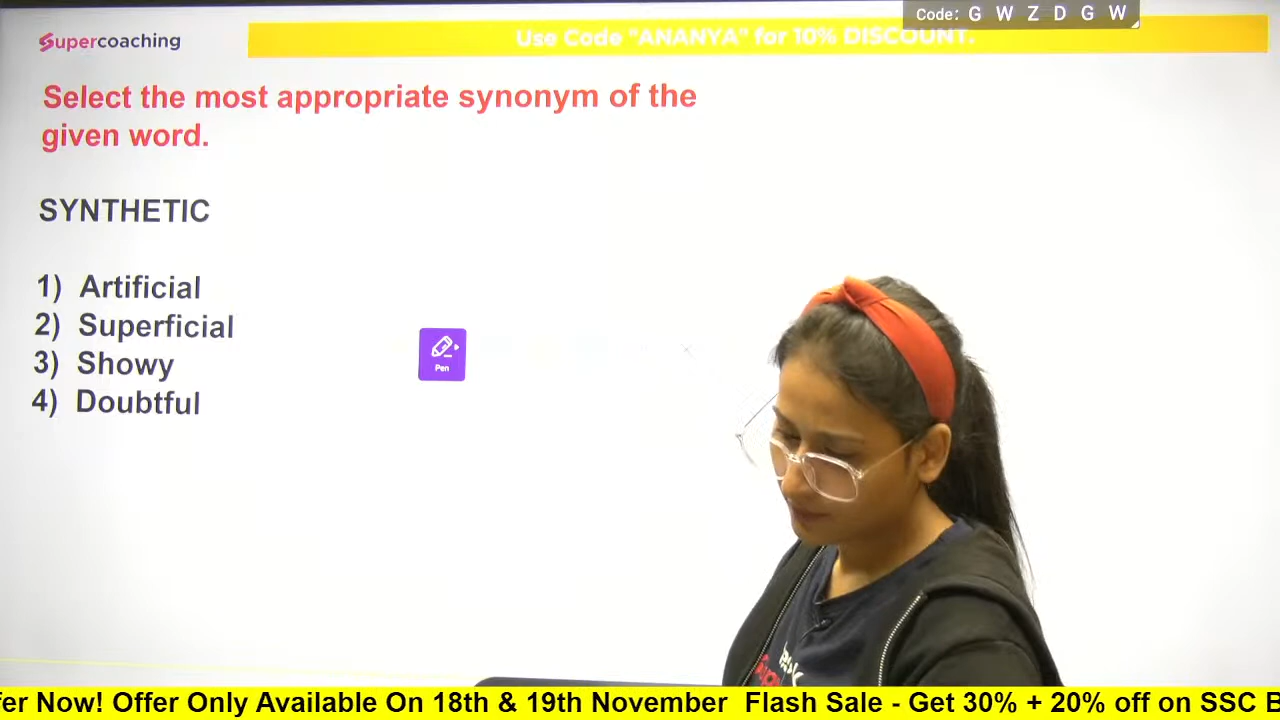 Code: G W Z D G W
Supercoaching
Use Code "ANANYA" for 10% DISCOUNT.
Select the most appropriate synonym of the
given word.
SYNTHETIC
1) Artificial
2) Superficial
3) Showy
4) Doubtful
Pen
fer Now! Offer Only Available On 18th & 19th November Flash Sale - Get 30% + 20% off on SSC B